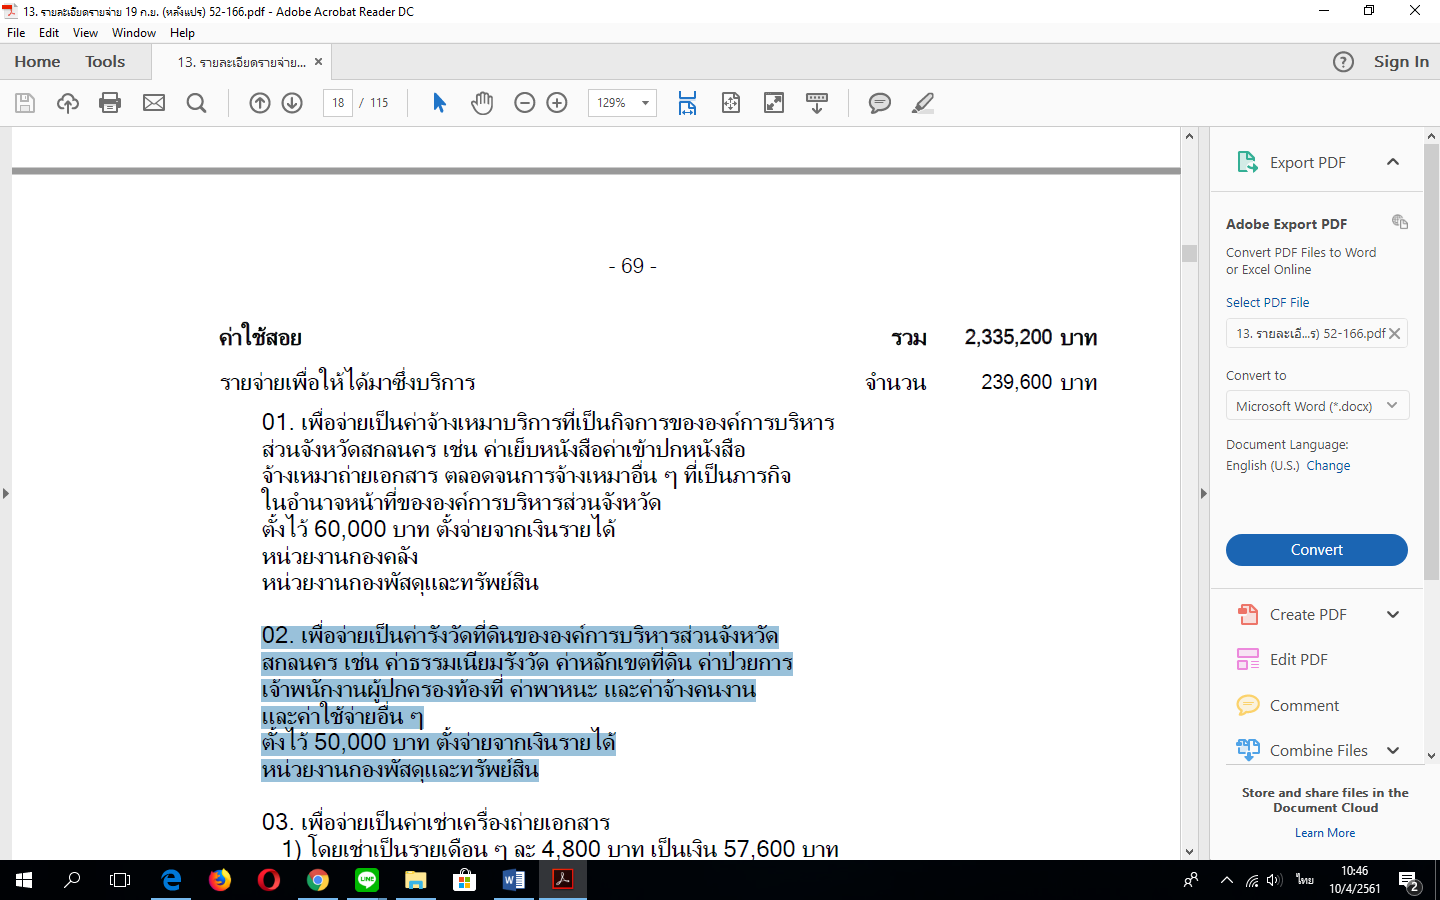 13. รายละเอียดรายจ่าย 19 ก.ย. (หลังแปร) 52-166.pdf - Adobe Acrobat Reader DC
File Edit View Window Help
Home Tools 13. รายละเอียดรายจ่าย... × Sign In
18 / 115 129%
- 69 -
ค่าใช้สอย รวม 2,335,200 บาท
รายจ่ายเพื่อให้ได้มาซึ่งบริการ จำนวน 239,600 บาท
01. เพื่อจ่ายเป็นค่าจ้างเหมาบริการที่เป็นกิจการขององค์การบริหาร
ส่วนจังหวัดสกลนคร เช่น ค่าเย็บหนังสือค่าเข้าปกหนังสือ
จ้างเหมาถ่ายเอกสาร ตลอดจนการจ้างเหมาอื่น ๆ ที่เป็นภารกิจ
ในอำนาจหน้าที่ขององค์การบริหารส่วนจังหวัด
ตั้งไว้ 60,000 บาท ตั้งจ่ายจากเงินรายได้
หน่วยงานกองคลัง
หน่วยงานกองพัสดุและทรัพย์สิน
02. เพื่อจ่ายเป็นค่ารังวัดที่ดินขององค์การบริหารส่วนจังหวัด
สกลนคร เช่น ค่าธรรมเนียมรังวัด ค่าหลักเขตที่ดิน ค่าป่วยการ
เจ้าพนักงานผู้ปกครองท้องที่ ค่าพาหนะ และค่าจ้างคนงาน
และค่าใช้จ่ายอื่น ๆ
ตั้งไว้ 50,000 บาท ตั้งจ่ายจากเงินรายได้
หน่วยงานกองพัสดุและทรัพย์สิน
03. เพื่อจ่ายเป็นค่าเช่าเครื่องถ่ายเอกสาร
1) โดยเช่าเป็นรายเดือน ๆ ละ 4,800 บาท เป็นเงิน 57,600 บาท
Export PDF
Adobe Export PDF
Convert PDF Files to Word
or Excel Online
Select PDF File
13. รายละเอี...ร) 52-166.pdf
Convert to
Microsoft Word (*.docx)
Document Language:
English (U.S.) Change
Convert
Create PDF
Edit PDF
Comment
Combine Files
Store and share files in the
Document Cloud
Learn More
ไทย
10:46
10/4/2561
2